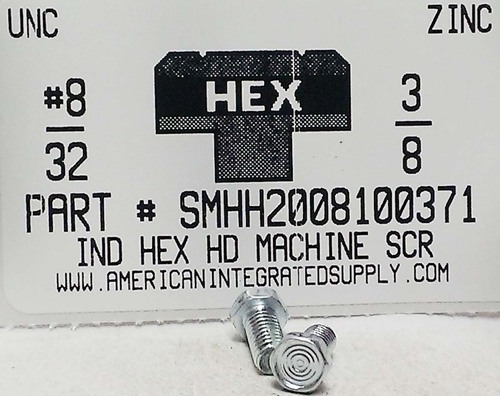 UNC ZINC
HEX
#8 3
32 8
PART # SMHH2008100371
IND HEX HD MACHINE SCR
WWW.AMERICANINTEGRATEDSUPPLY.COM